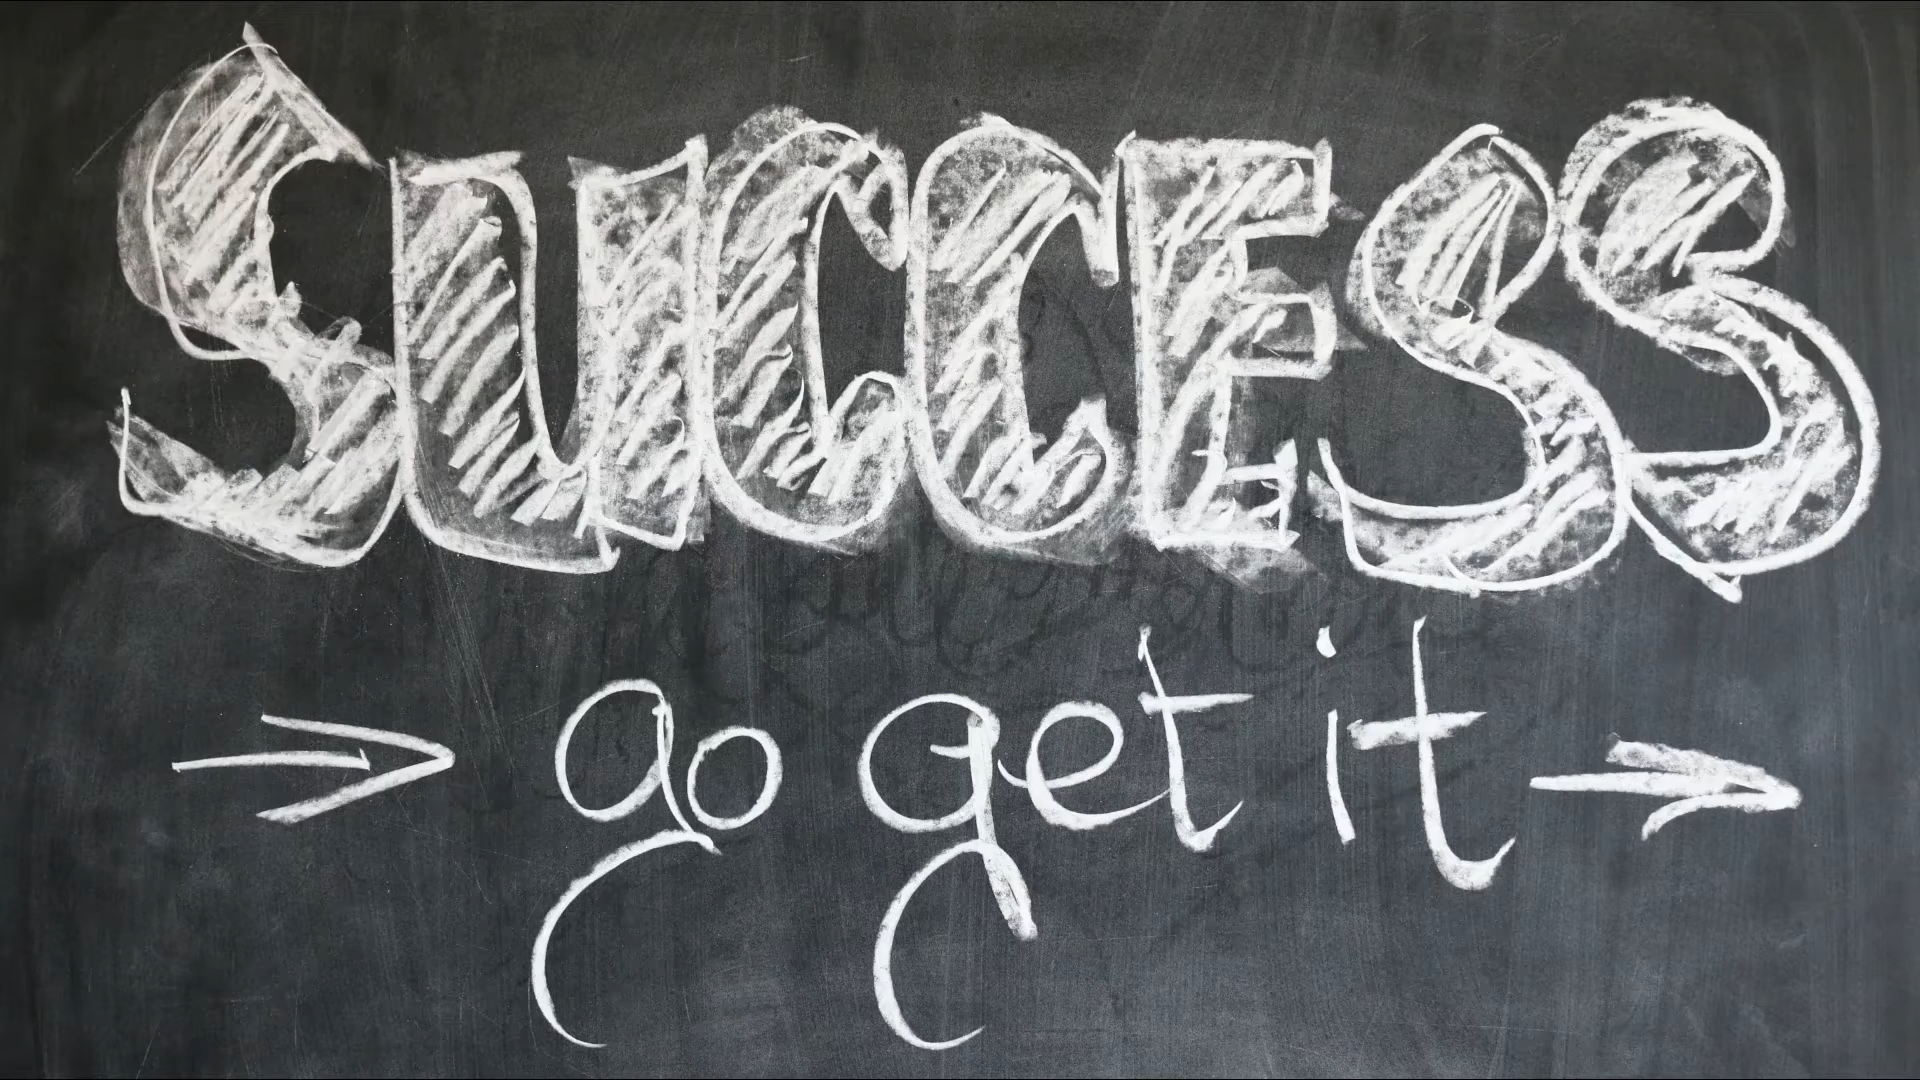 SUCCESS
→ go get it →